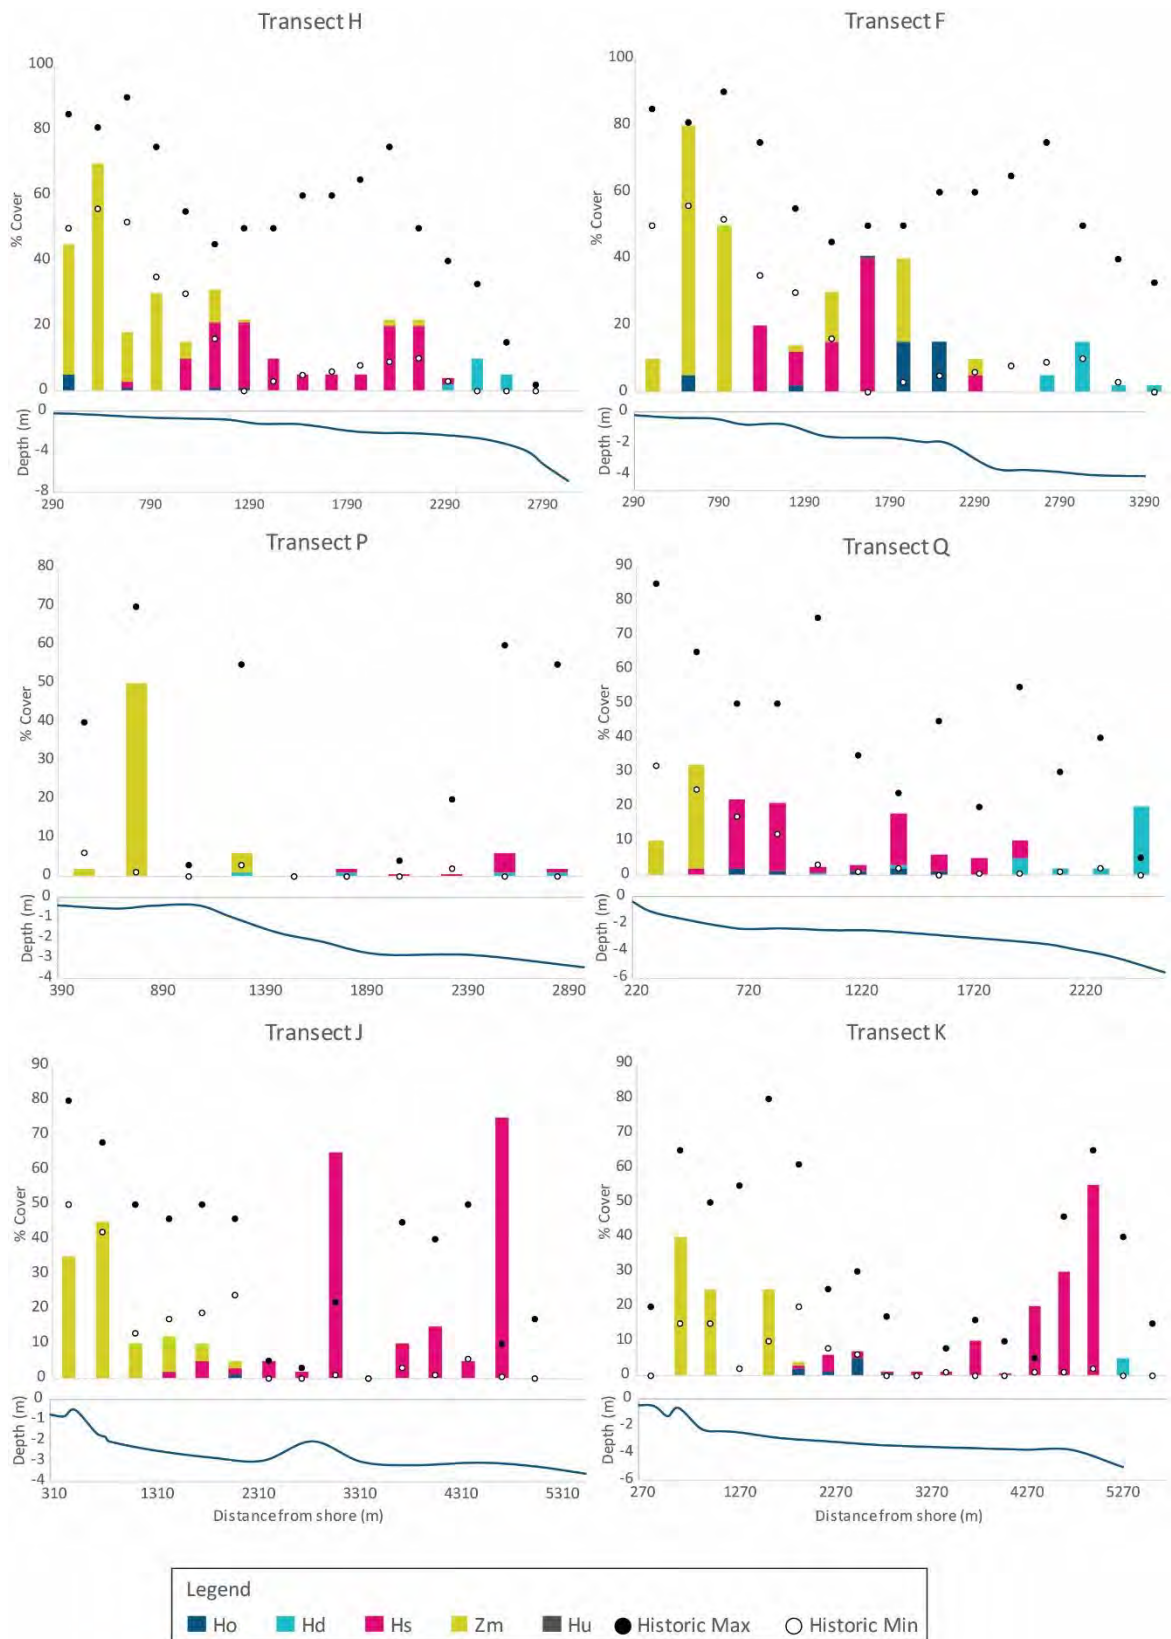 Transect H
100
80
60
40
20
0
% Cover
0
-4
-8
Depth (m)
290 790 1290 1790 2290 2790
Transect F
100
80
60
40
20
0
% Cover
0
-2
-4
Depth (m)
290 790 1290 1790 2290 2790 3290
Transect P
80
70
60
50
40
30
20
10
0
% Cover
0
-1
-2
-3
-4
Depth (m)
390 890 1390 1890 2390 2890
Transect Q
90
80
70
60
50
40
30
20
10
0
% Cover
0
-2
-4
-6
Depth (m)
220 720 1220 1720 2220
Transect J
90
80
70
60
50
40
30
20
10
0
% Cover
0
-1
-2
-3
-4
Depth (m)
310 1310 2310 3310 4310 5310
Distance from shore (m)
Transect K
90
80
70
60
50
40
30
20
10
0
% Cover
0
-2
-4
-6
Depth (m)
270 1270 2270 3270 4270 5270
Distance from shore (m)
Legend
Ho Hd Hs Zm Hu Historic Max Historic Min